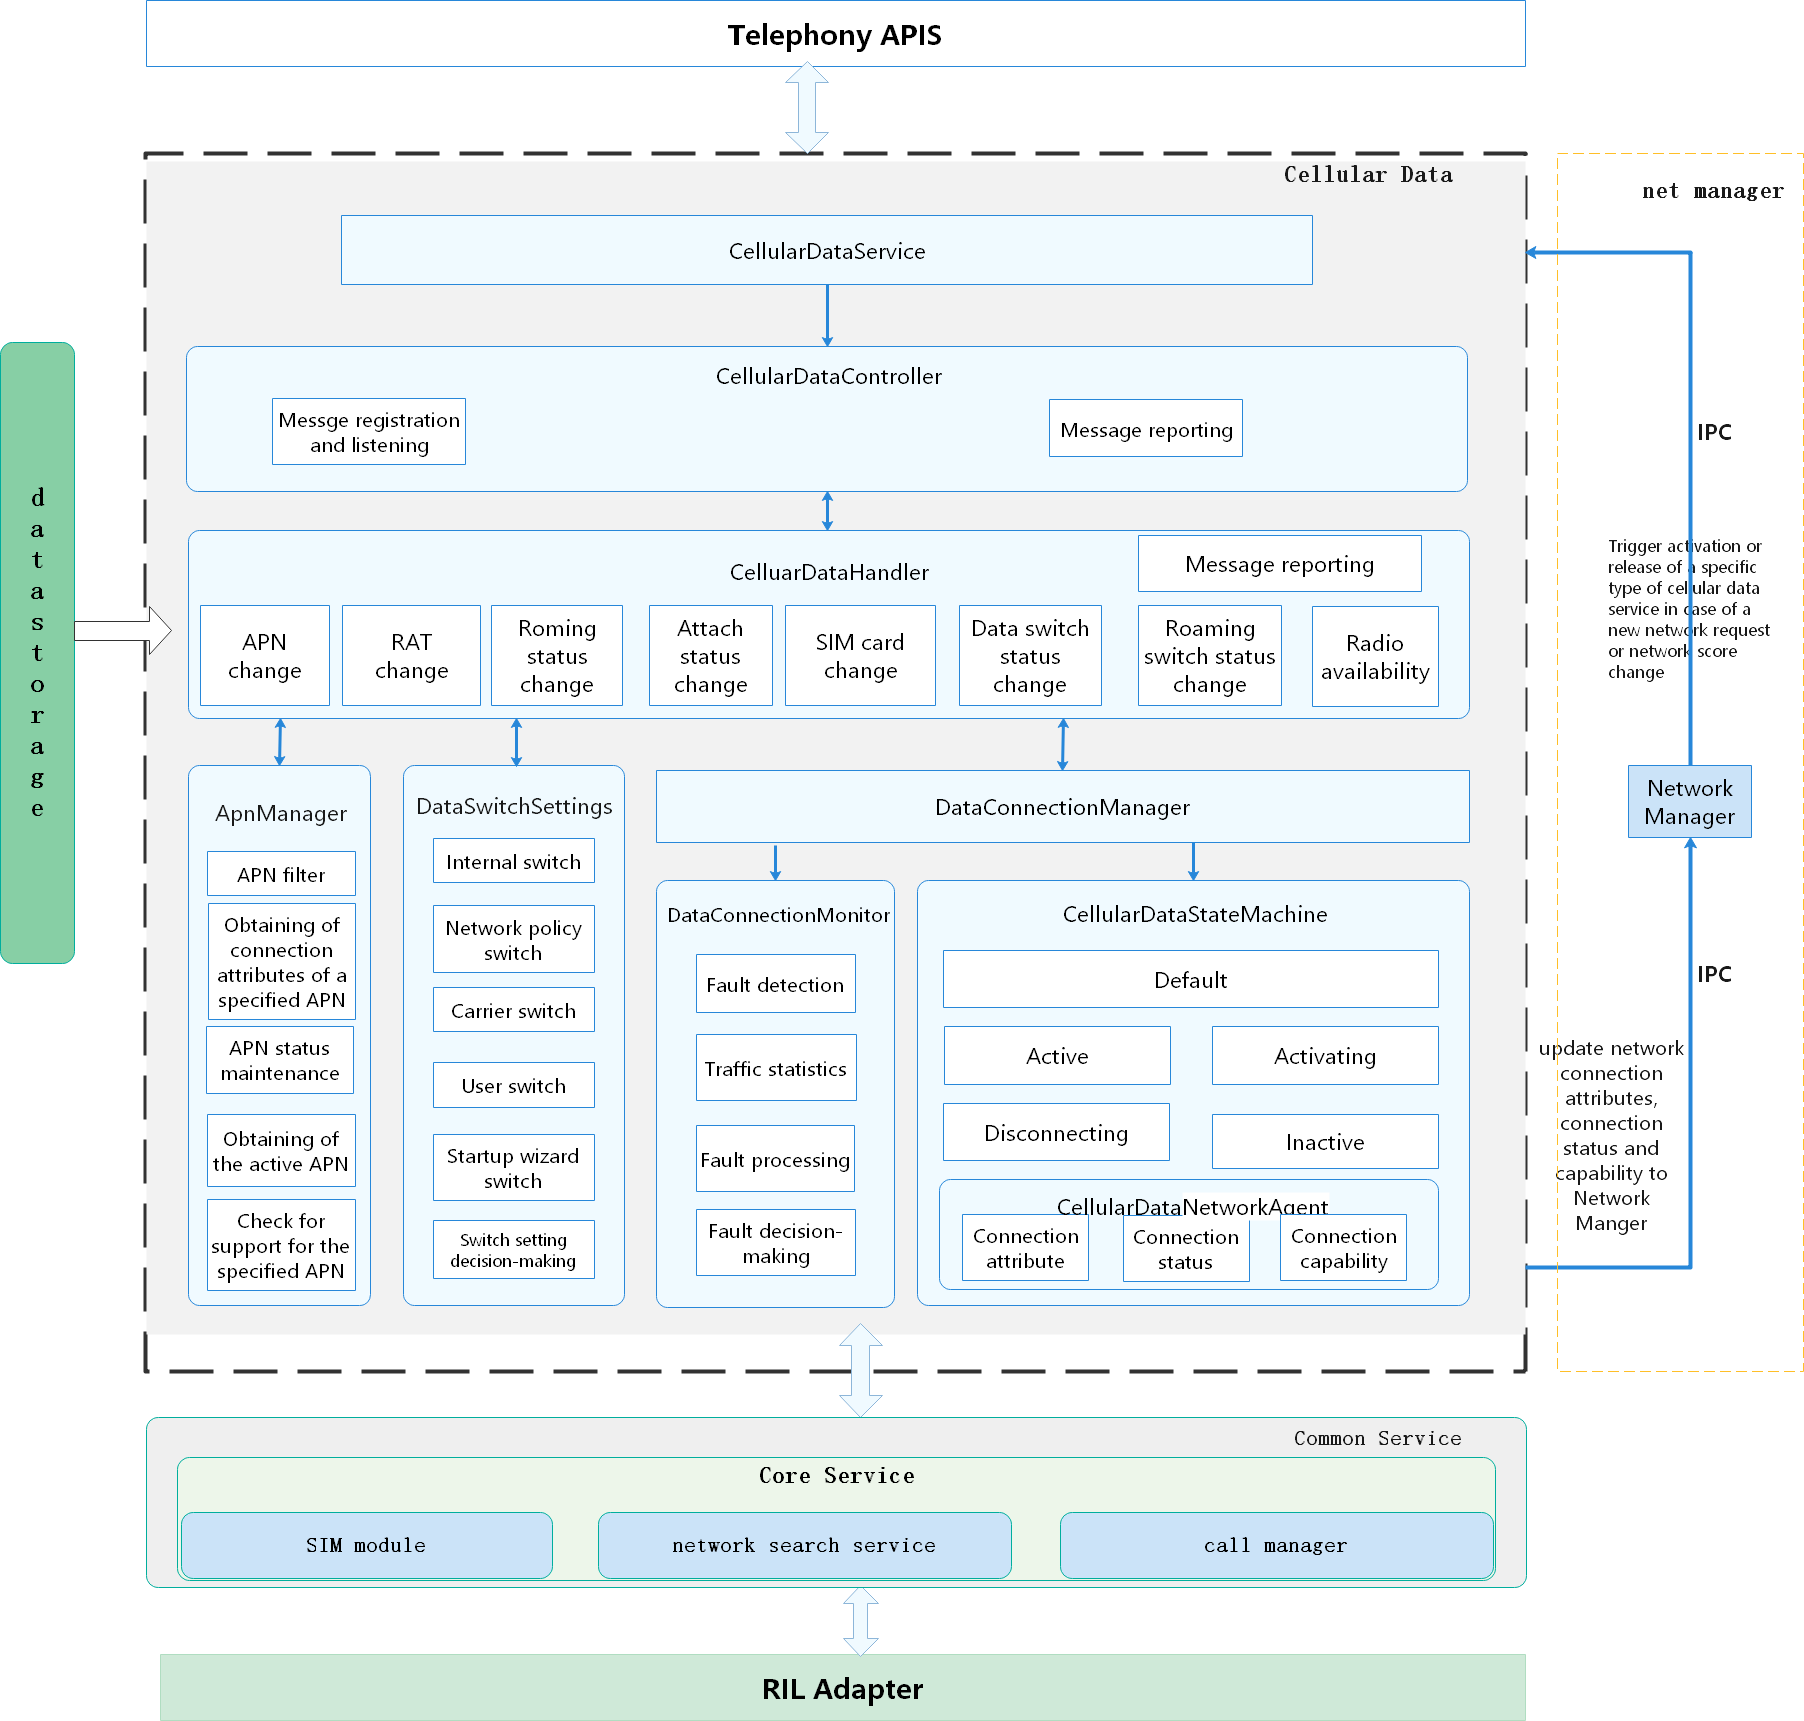 Telephony APIS
Cellular Data
net manager
CellularDataService
CellularDataController
Messge registration
and listening
Message reporting
IPC
datastorage
CelluarDataHandler
Message reporting
APN
change
RAT
change
Roming
status
change
Attach
status
change
SIM card
change
Data switch
status
change
Roaming
switch status
change
Radio
availability
Trigger activation or
release of a specific
type of cellular data
service in case of a
new network request
or network score
change
Network
Manager
ApnManager
APN filter
Obtaining of
connection
attributes of a
specified APN
APN status
maintenance
Obtaining of
the active APN
Check for
support for the
specified APN
DataSwitchSettings
Internal switch
Network policy
switch
Carrier switch
User switch
Startup wizard
switch
Switch setting
decision-making
DataConnectionManager
DataConnectionMonitor
Fault detection
Traffic statistics
Fault processing
Fault decision-
making
CellularDataStateMachine
Default
Active
Activating
Disconnecting
Inactive
CellularDataNetworkAgent
Connection
attribute
Connection
status
Connection
capability
IPC
update network
connection
attributes,
connection
status and
capability to
Network
Manger
Common Service
Core Service
SIM module
network search service
call manager
RIL Adapter